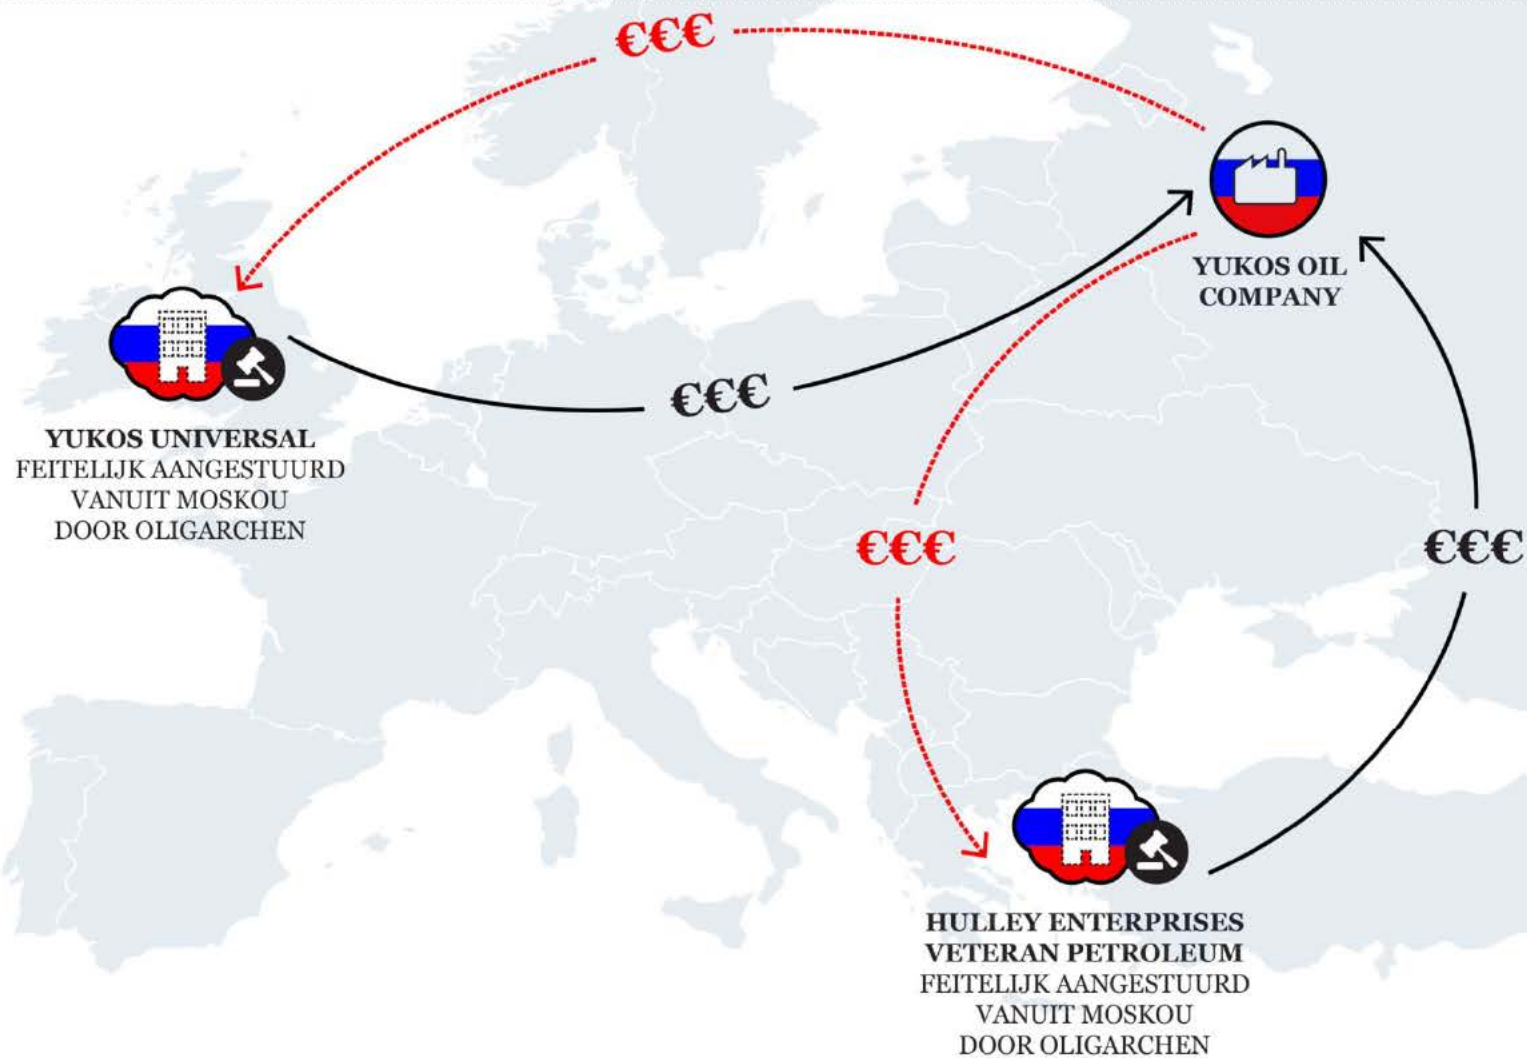 €€€
YUKOS OIL
COMPANY
€€€
YUKOS UNIVERSAL
FEITELIJK AANGESTUURD
VANUIT MOSKOU
DOOR OLIGARCHEN
€€€
€€€
HULLEY ENTERPRISES
VETERAN PETROLEUM
FEITELIJK AANGESTUURD
VANUIT MOSKOU
DOOR OLIGARCHEN